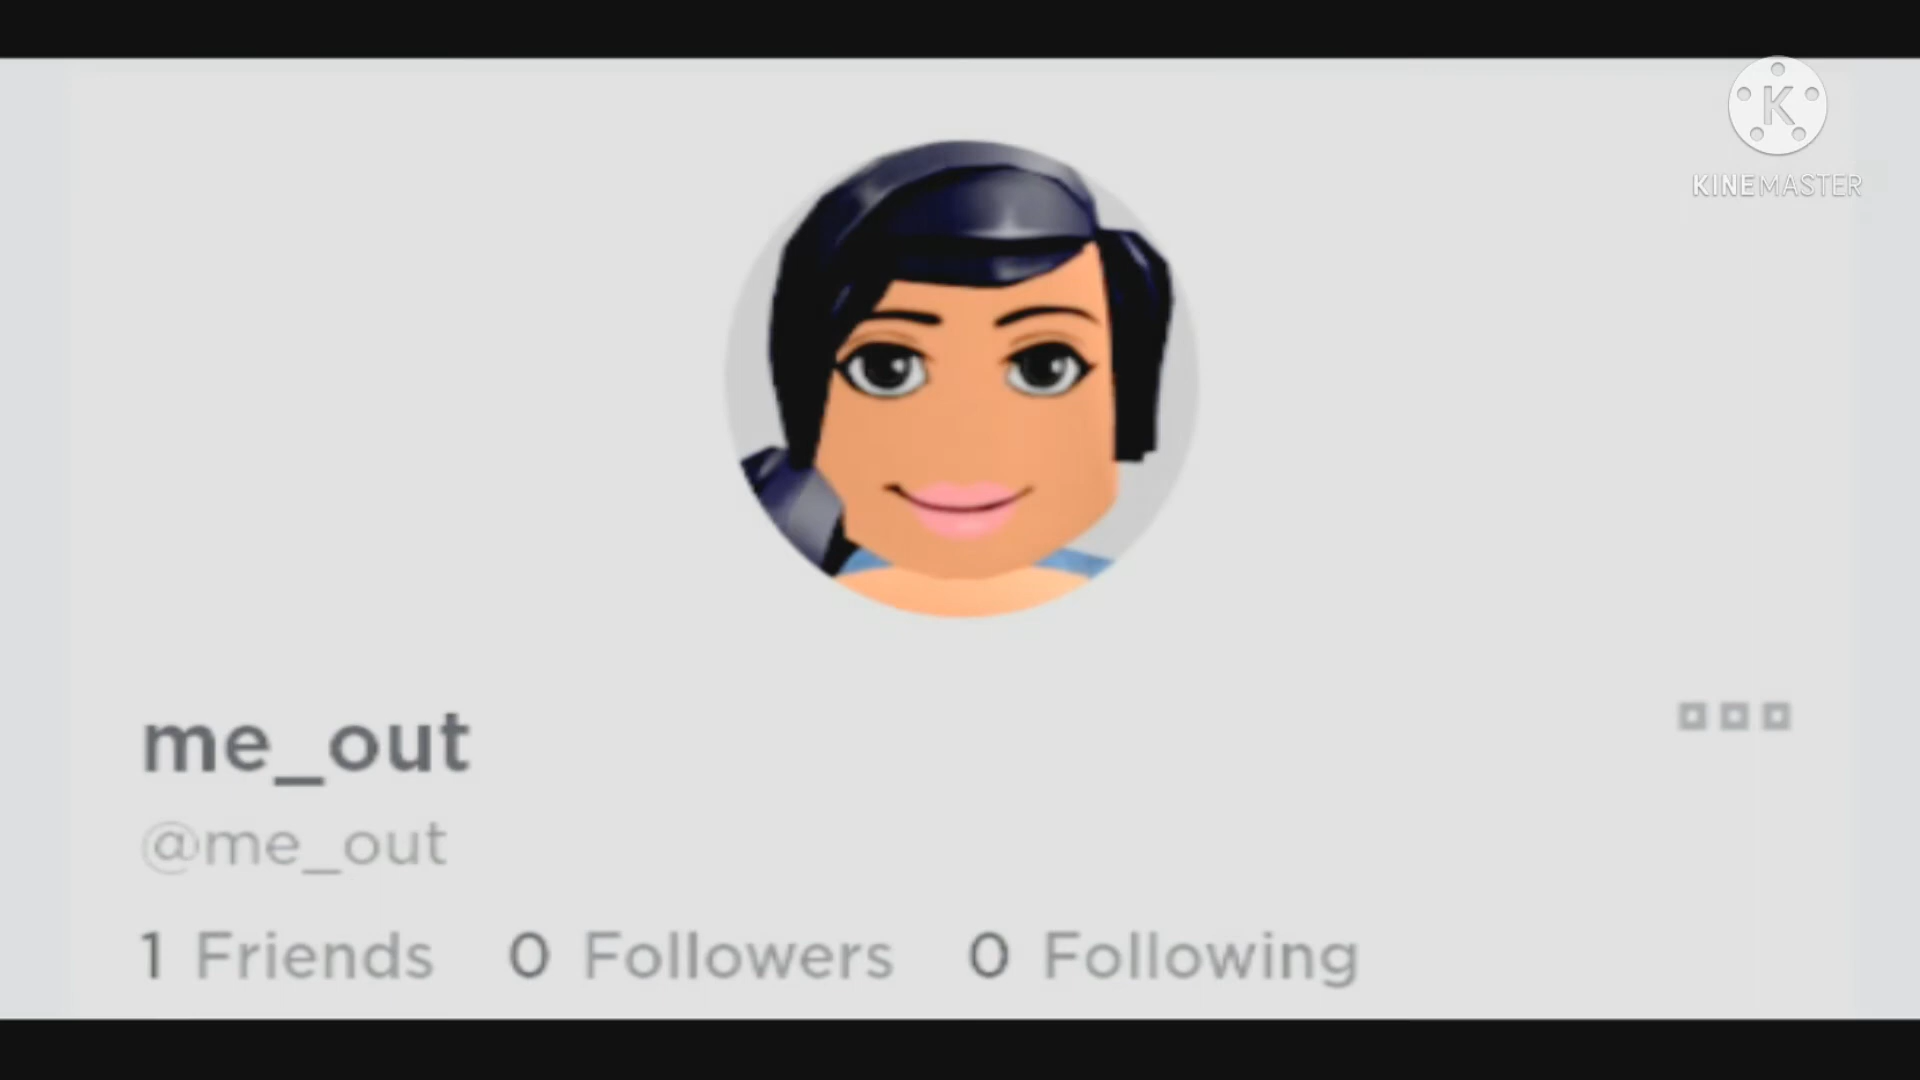 K
KINEMASTER
me_out
@me_out
1 Friends 0 Followers 0 Following